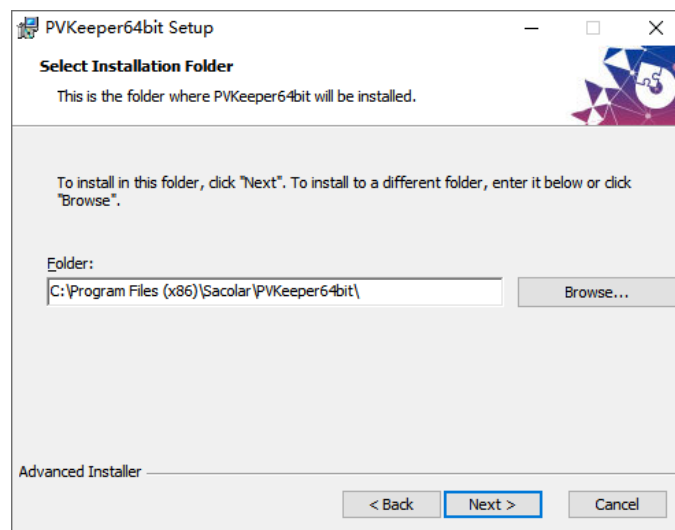 PVKeeper64bit Setup
Select Installation Folder
This is the folder where PVKeeper64bit will be installed.
To install in this folder, click "Next". To install to a different folder, enter it below or click
"Browse".
Folder:
C:\Program Files (x86)\Sacolar\PVKeeper64bit\
Browse...
Advanced Installer
< Back
Next >
Cancel